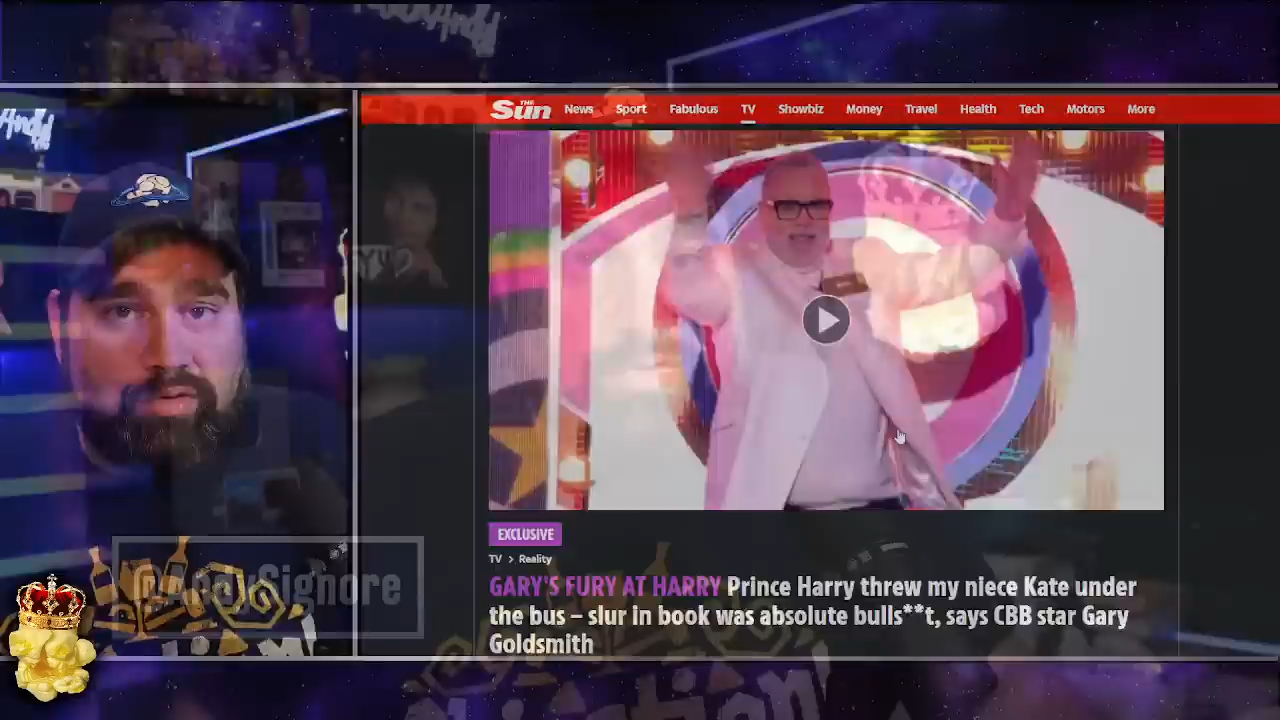 THE Sun News Sport Fabulous TV Showbiz Money Travel Health Tech Motors More
EXCLUSIVE
TV > Reality
GARY'S FURY AT HARRY Prince Harry threw my niece Kate under
the bus – slur in book was absolute bulls**t, says CBB star Gary
Goldsmith
@AndySignore